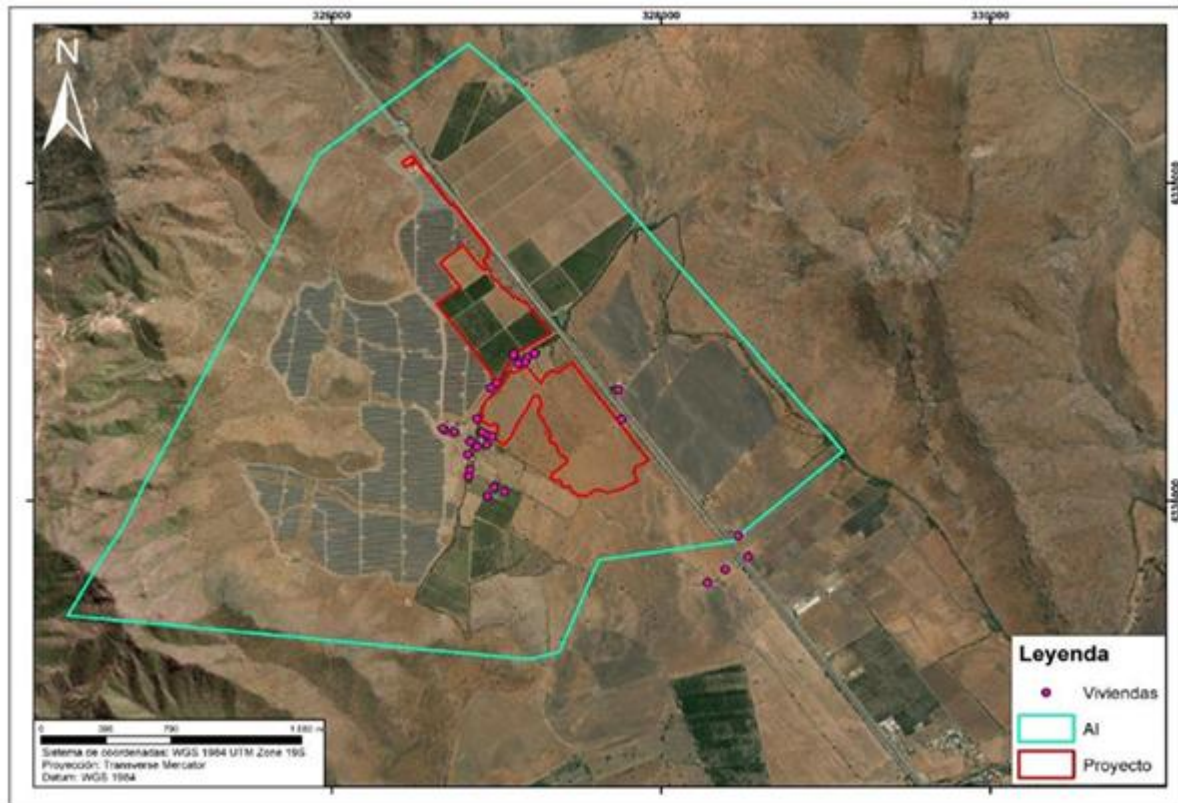 326000 328000 330000
N
Leyenda
Viviendas
AI
Proyecto
Sistema de coordenadas: WGS 1984 UTM Zone 19S
Proyección: Transverse Mercator
Datum: WGS 1984